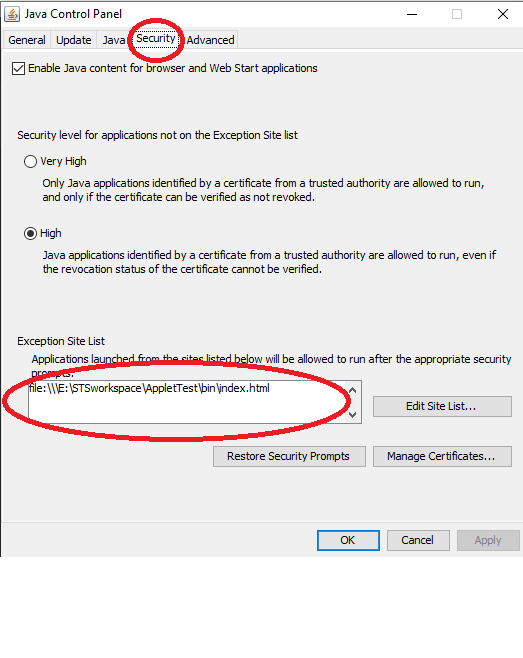 Java Control Panel
General Update Java Security Advanced
Enable Java content for browser and Web Start applications
Security level for applications not on the Exception Site list
Very High
Only Java applications identified by a certificate from a trusted authority are allowed to run,
and only if the certificate can be verified as not revoked.
High
Java applications identified by a certificate from a trusted authority are allowed to run, even if
the revocation status of the certificate cannot be verified.
Exception Site List
Applications launched from the sites listed below will be allowed to run after the appropriate security
prompts.
file:\\\E:\STSworkspace\AppletTest\bin\index.html
Edit Site List...
Restore Security Prompts Manage Certificates...
OK Cancel Apply